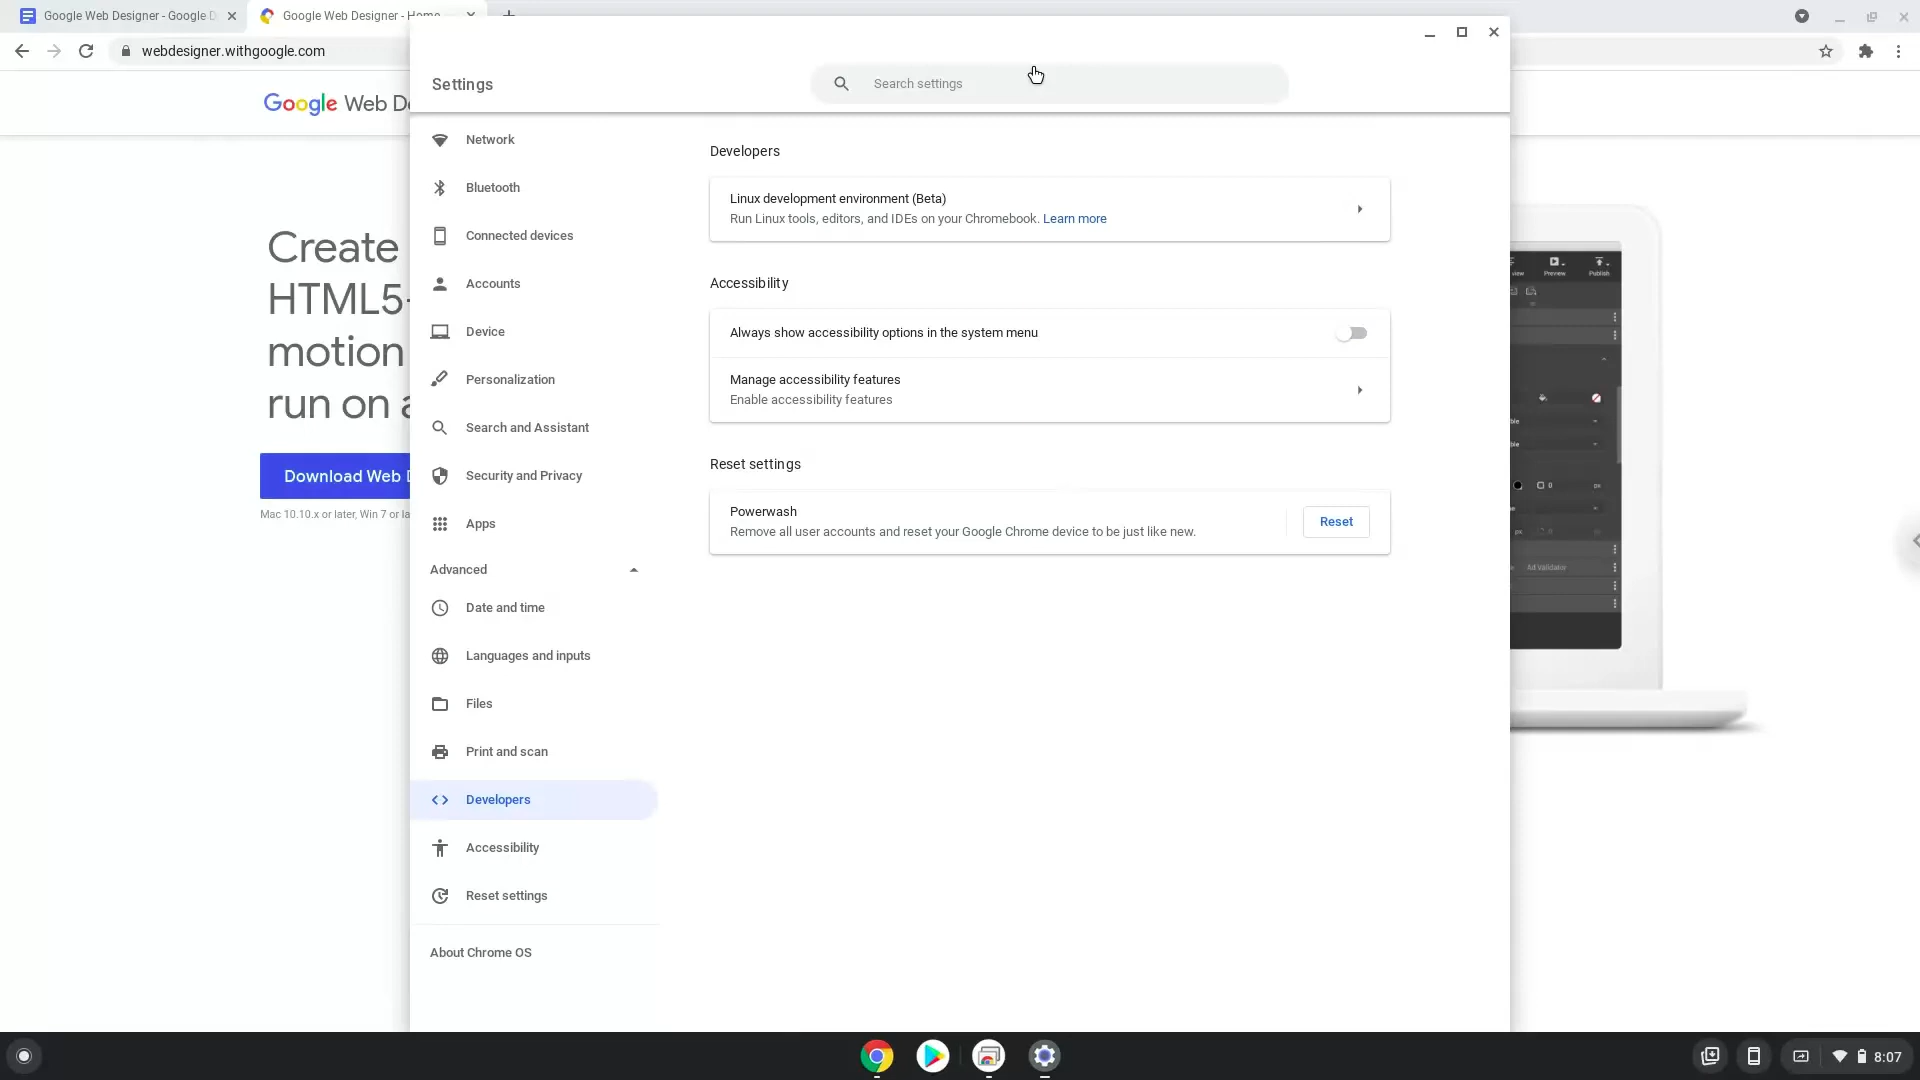 Google Web Designer - Google D
Google Web Designer - Home
webdesigner.withgoogle.com
Settings
Search settings
Google Web De
Network
Bluetooth
Connected devices
Accounts
Device
Personalization
Search and Assistant
Security and Privacy
Apps
Advanced
Date and time
Languages and inputs
Files
Print and scan
Developers
Accessibility
Reset settings
About Chrome OS
Developers
Linux development environment (Beta)
Run Linux tools, editors, and IDEs on your Chromebook. Learn more
Accessibility
Always show accessibility options in the system menu
Manage accessibility features
Enable accessibility features
Reset settings
Powerwash
Remove all user accounts and reset your Google Chrome device to be just like new.
Reset
Create
HTML5-
motion
run on a
Download Web D
Mac 10.10.x or later, Win 7 or la
Preview
Publish
0
px
Ad Validator
8:07